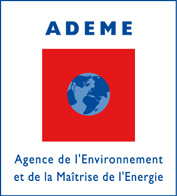 ADEME
Agence de l'Environnement
et de la Maîtrise de l'Energie